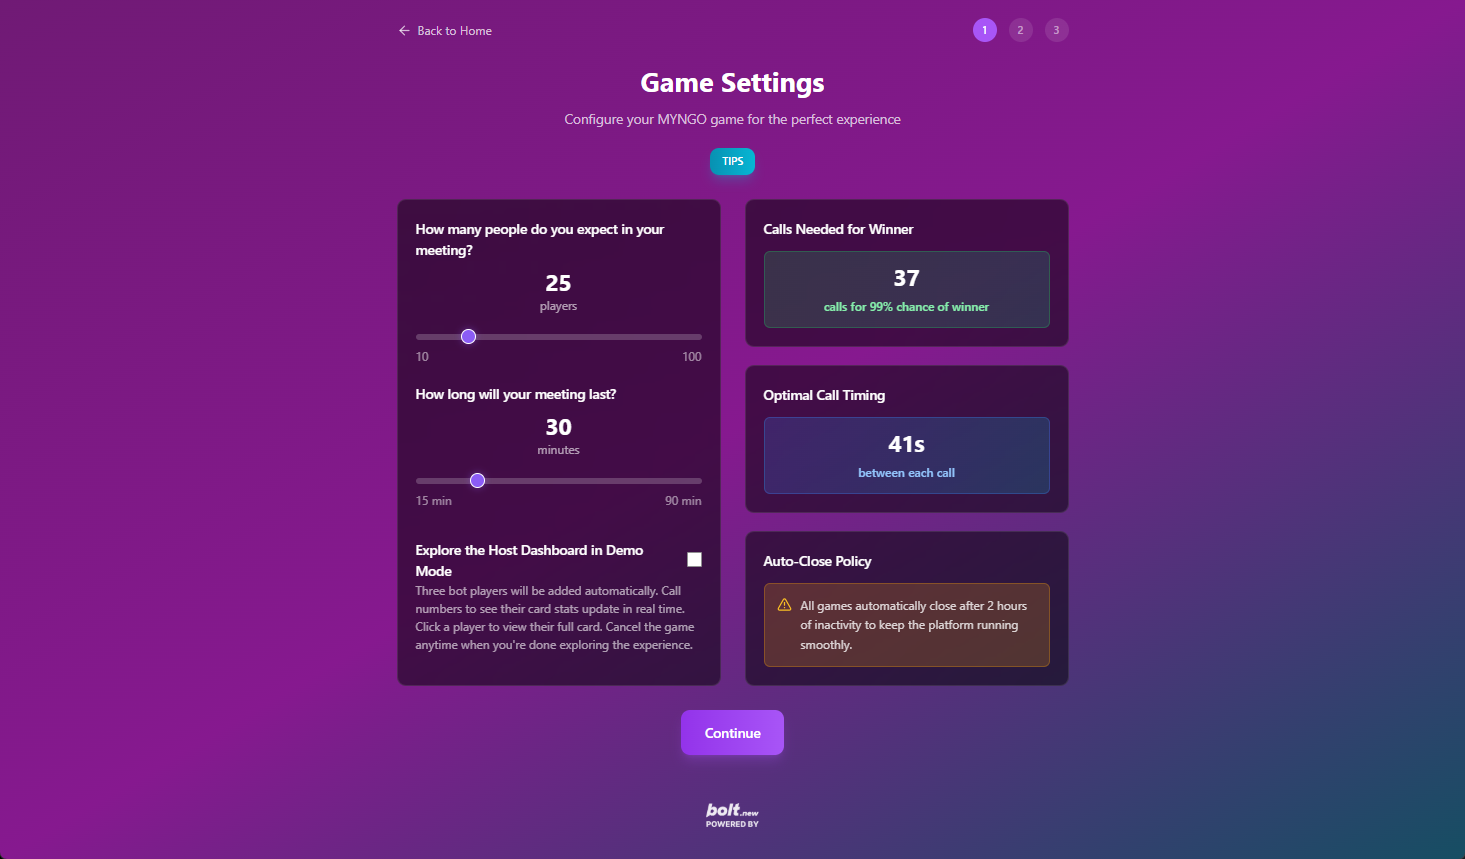 Back to Home
1 2 3
Game Settings
Configure your MYNGO game for the perfect experience
TIPS
How many people do you expect in your
meeting?
25
players
10 100
How long will your meeting last?
30
minutes
15 min 90 min
Explore the Host Dashboard in Demo
Mode
Three bot players will be added automatically. Call
numbers to see their card stats update in real time.
Click a player to view their full card. Cancel the game
anytime when you're done exploring the experience.
Calls Needed for Winner
37
calls for 99% chance of winner
Optimal Call Timing
41s
between each call
Auto-Close Policy
All games automatically close after 2 hours
of inactivity to keep the platform running
smoothly.
Continue
bolt.new
POWERED BY